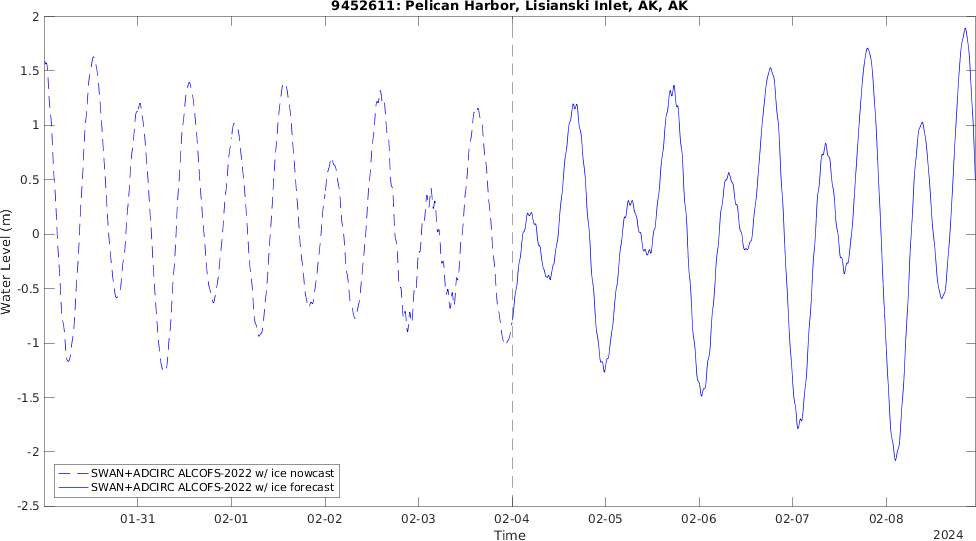 9452611: Pelican Harbor, Lisianski Inlet, AK, AK
2
1.5
1
0.5
0
-0.5
-1
-1.5
-2
-2.5
Water Level (m)
SWAN+ADCIRC ALCOFS-2022 w/ ice nowcast
SWAN+ADCIRC ALCOFS-2022 w/ ice forecast
01-31 02-01 02-02 02-03 02-04 02-05 02-06 02-07 02-08
Time
2024